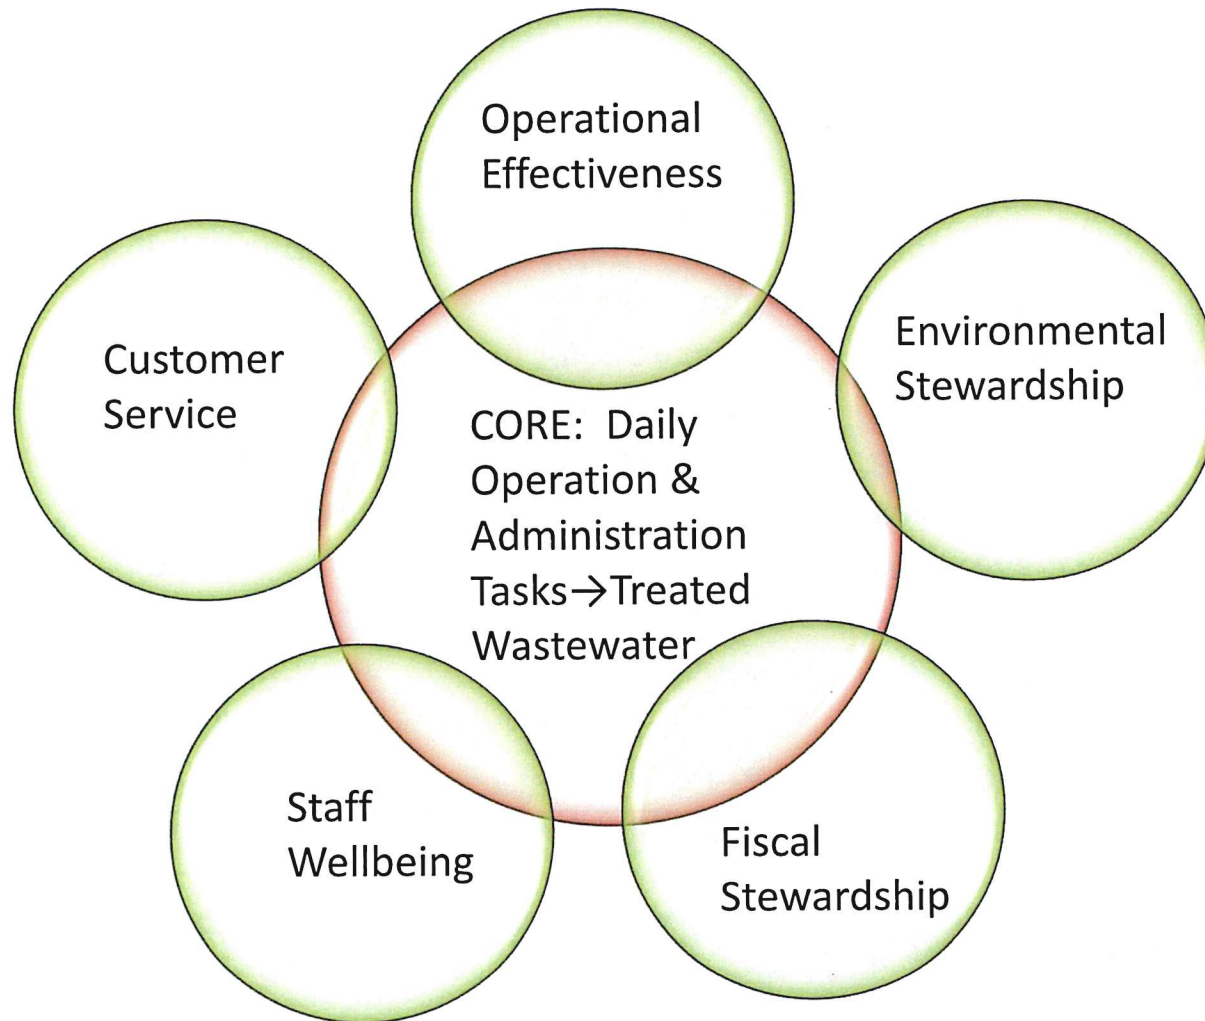 Operational
Effectiveness
Customer
Service
Environmental
Stewardship
CORE:  Daily
Operation &
Administration
Tasks→Treated
Wastewater
Staff
Wellbeing
Fiscal
Stewardship